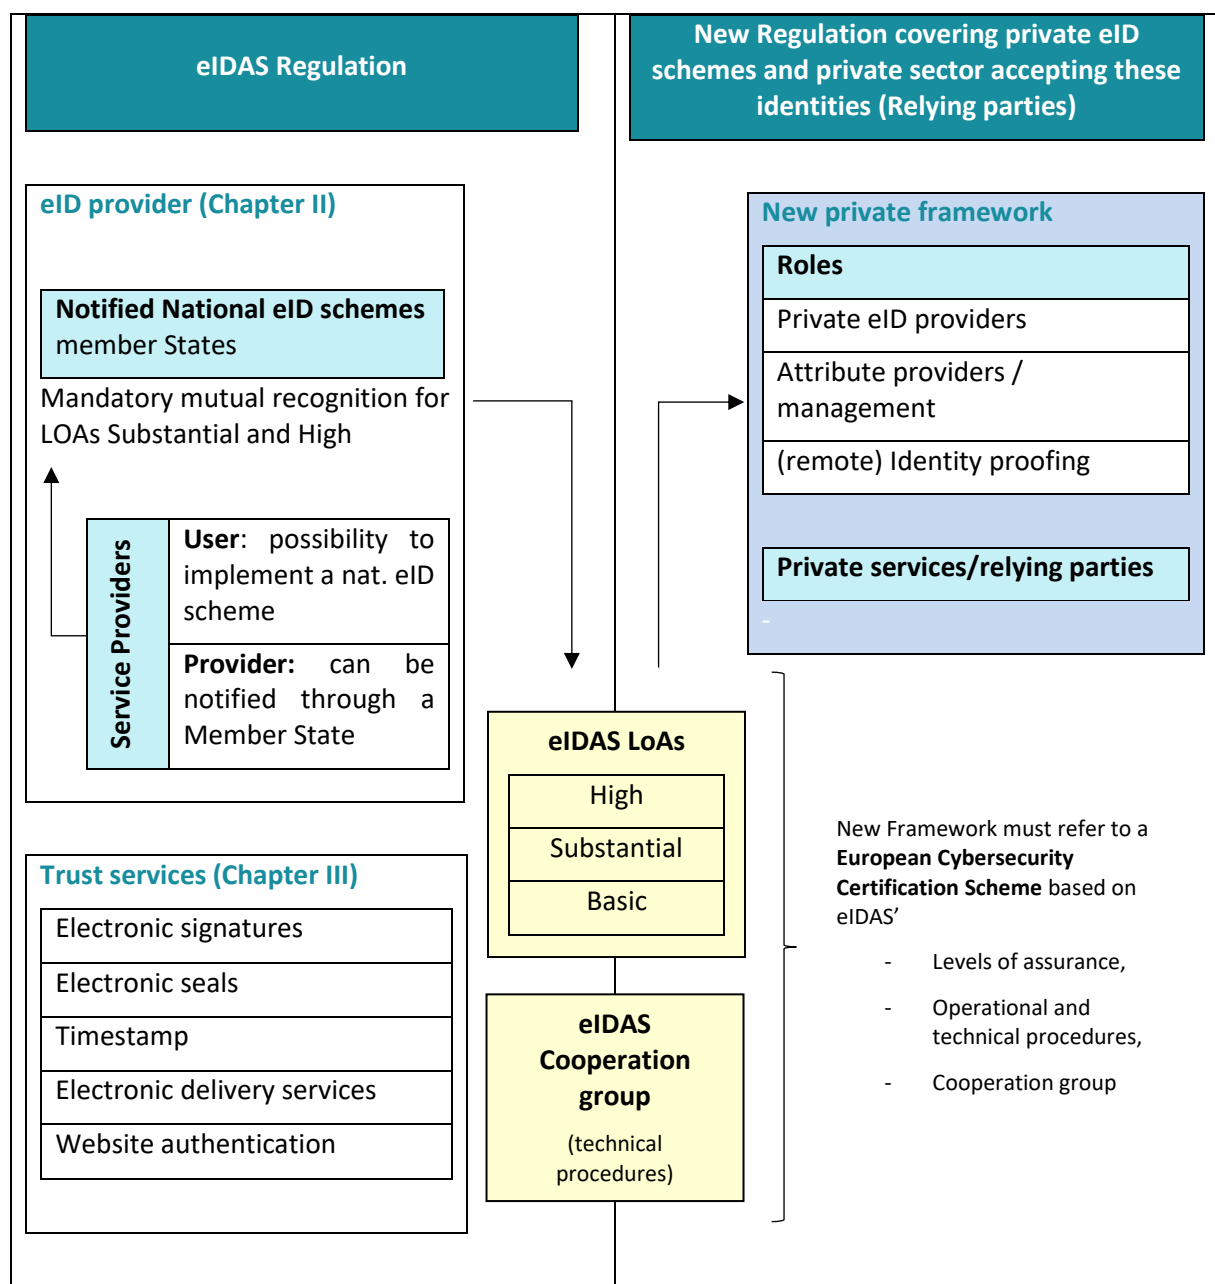 eIDAS Regulation
New Regulation covering private eID
schemes and private sector accepting these
identities (Relying parties)
eID provider (Chapter II)
Notified National eID schemes
member States
Mandatory mutual recognition for
LOAs Substantial and High
Service Providers
User: possibility to
implement a nat. eID
scheme
Provider: can be
notified through a
Member State
Trust services (Chapter III)
Electronic signatures
Electronic seals
Timestamp
Electronic delivery services
Website authentication
eIDAS LoAs
High
Substantial
Basic
eIDAS
Cooperation
group
(technical
procedures)
New private framework
Roles
Private eID providers
Attribute providers /
management
(remote) Identity proofing
Private services/relying parties
-
New Framework must refer to a
European Cybersecurity
Certification Scheme based on
eIDAS’
- Levels of assurance,
- Operational and
technical procedures,
- Cooperation group